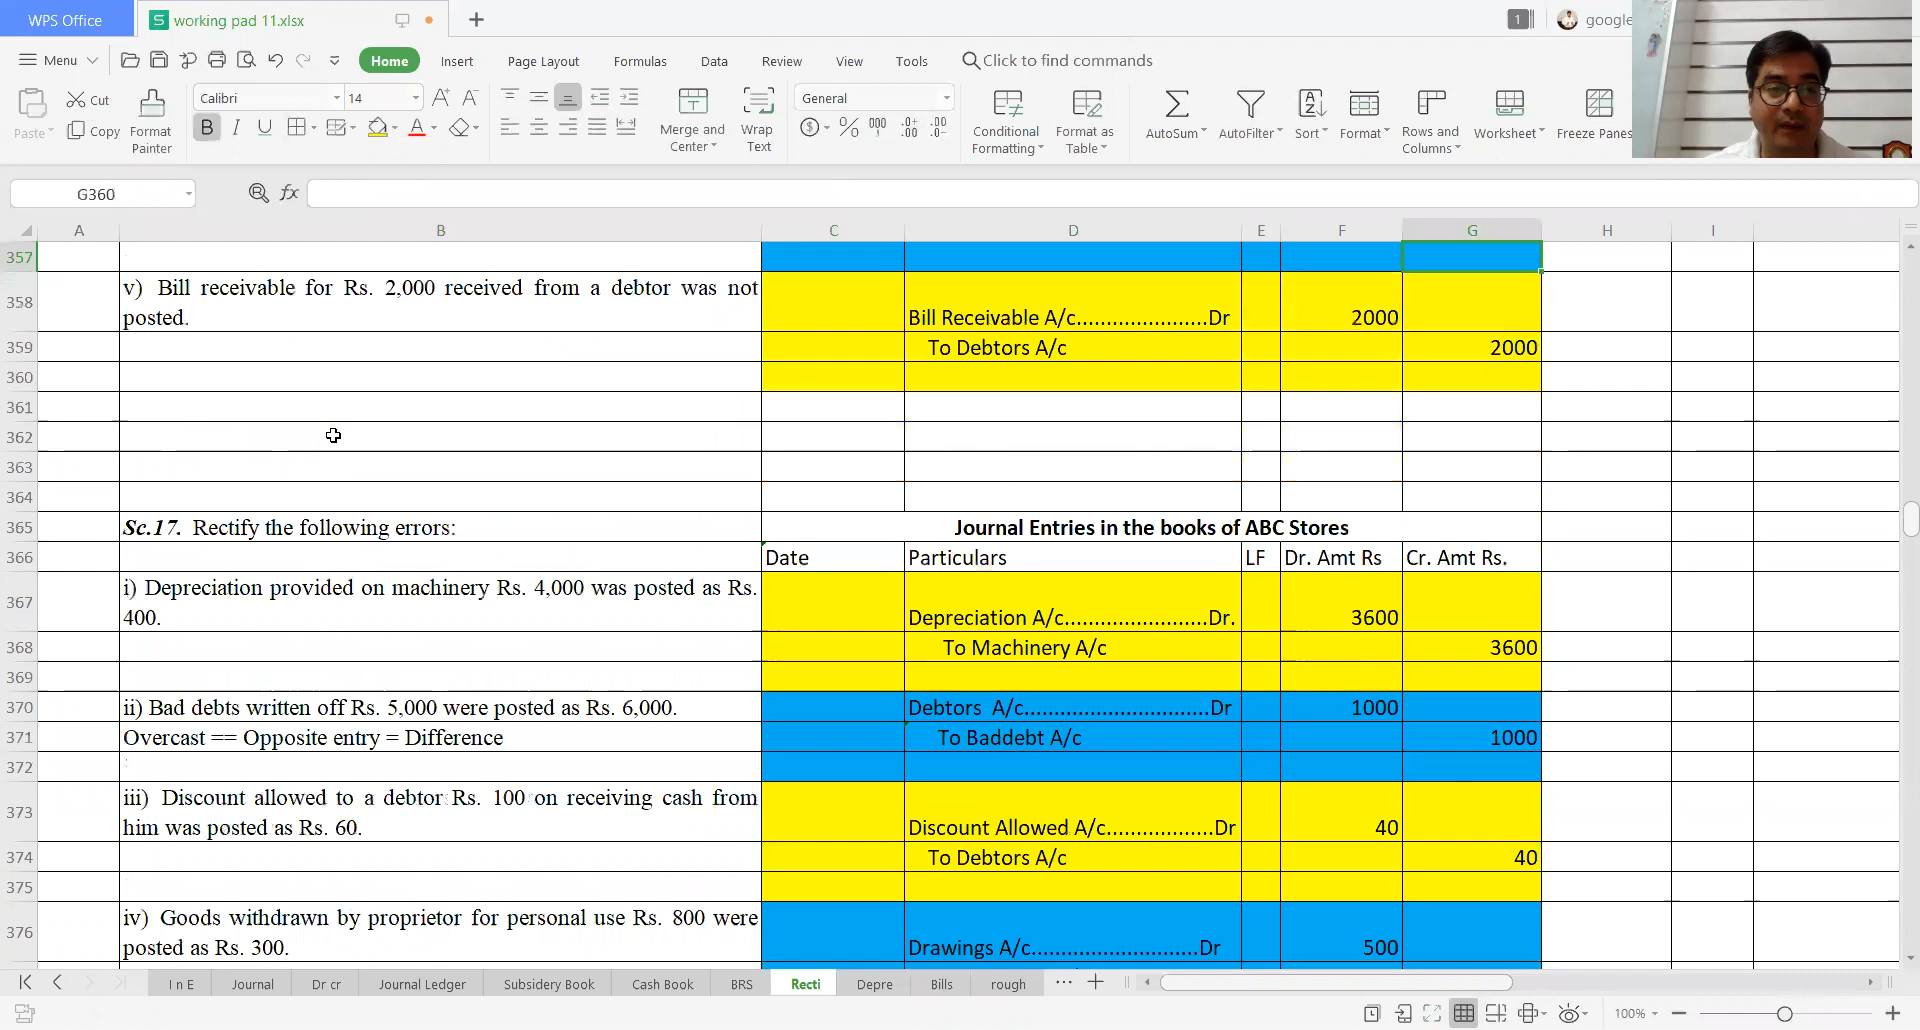 WPS Office
working pad 11.xlsx
1
google
Menu
Home
Insert
Page Layout
Formulas
Data
Review
View
Tools
Click to find commands
Paste
Cut
Copy
Format
Painter
Calibri
14
A+ A-
B I U
Merge and
Center
Wrap
Text
General
Conditional
Formatting
Format as
Table
AutoSum
AutoFilter
Sort
Format
Rows and
Columns
Worksheet
Freeze Panes
G360
fx
A B C D E F G H I
357
358 v) Bill receivable for Rs. 2,000 received from a debtor was not
posted. Bill Receivable A/c......................Dr 2000
359 To Debtors A/c 2000
360
361
362
363
364
365 Sc.17. Rectify the following errors: Journal Entries in the books of ABC Stores
366 Date Particulars LF Dr. Amt Rs Cr. Amt Rs.
367 i) Depreciation provided on machinery Rs. 4,000 was posted as Rs.
400. Depreciation A/c........................Dr. 3600
368 To Machinery A/c 3600
369
370 ii) Bad debts written off Rs. 5,000 were posted as Rs. 6,000. Debtors A/c...............................Dr 1000
371 Overcast == Opposite entry = Difference To Baddebt A/c 1000
372
373 iii) Discount allowed to a debtor Rs. 100 on receiving cash from
him was posted as Rs. 60. Discount Allowed A/c..................Dr 40
374 To Debtors A/c 40
375
376 iv) Goods withdrawn by proprietor for personal use Rs. 800 were
posted as Rs. 300. Drawings A/c............................Dr 500
I n E
Journal
Dr cr
Journal Ledger
Subsidery Book
Cash Book
BRS
Recti
Depre
Bills
rough
100%